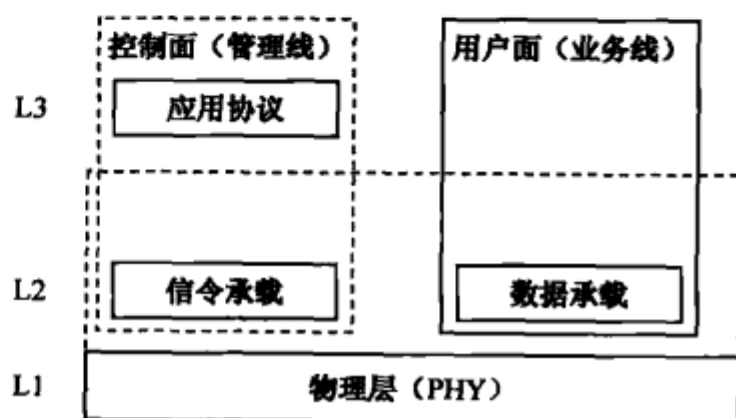 控制面（管理线）
用户面（业务线）
L3
应用协议
L2
信令承载
数据承载
L1
物理层（PHY）